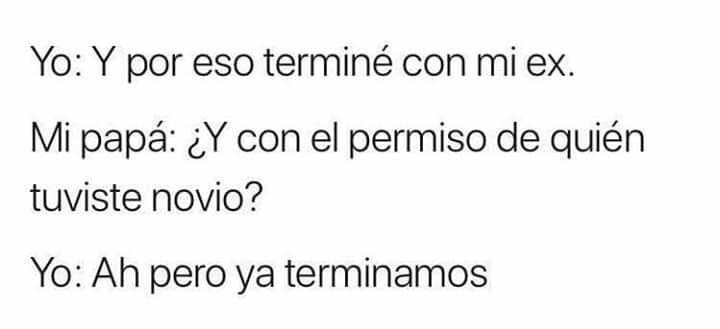 Yo: Y por eso terminé con mi ex.
Mi papá: ¿Y con el permiso de quién
tuviste novio?
Yo: Ah pero ya terminamos